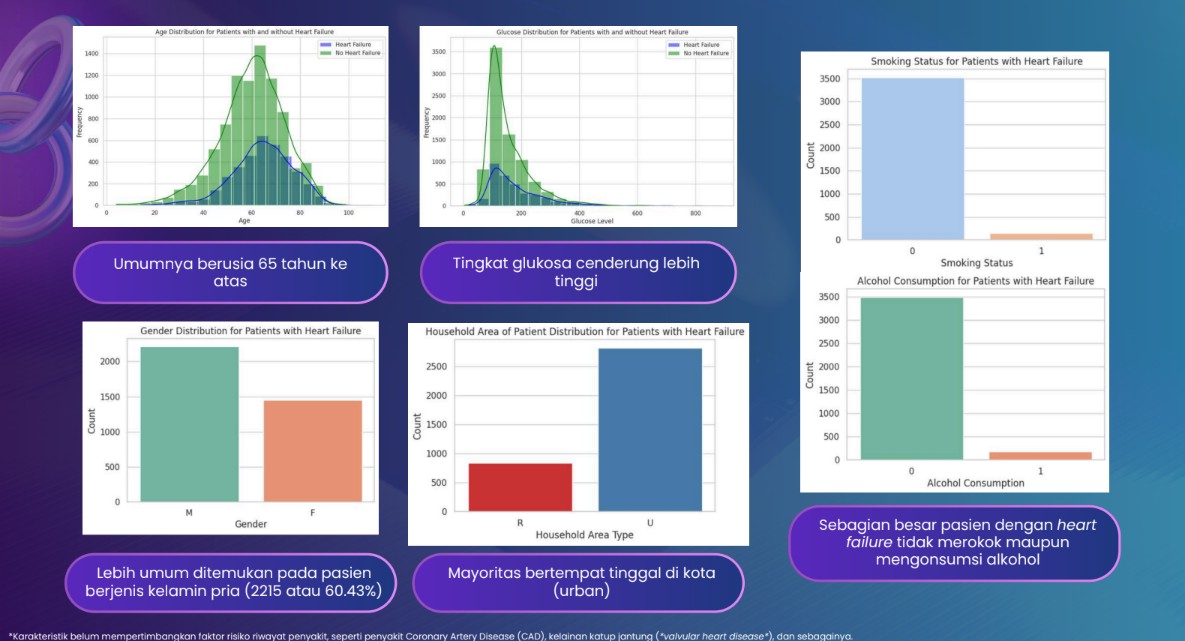 Age Distribution for Patients with and without Heart Failure
Heart Failure
No Heart Failure
1400
1200
1000
800
600
400
200
0
Frequency
0 20 40 60 80 100
Age
Umumnya berusia 65 tahun ke
atas
Glucose Distribution for Patients with and without Heart Failure
Heart Failure
No Heart Failure
3500
3000
2500
2000
1500
1000
500
0
Frequency
0 200 400 600 800
Glucose Level
Tingkat glukosa cenderung lebih
tinggi
Gender Distribution for Patients with Heart Failure
2000
1500
1000
500
0
Count
M F
Gender
Lebih umum ditemukan pada pasien
berjenis kelamin pria (2215 atau 60.43%)
Household Area of Patient Distribution for Patients with Heart Failure
2500
2000
1500
1000
500
0
Count
R U
Household Area Type
Mayoritas bertempat tinggal di kota
(urban)
Smoking Status for Patients with Heart Failure
3500
3000
2500
2000
1500
1000
500
0
Count
0 1
Smoking Status
Alcohol Consumption for Patients with Heart Failure
3500
3000
2500
2000
1500
1000
500
0
Count
0 1
Alcohol Consumption
Sebagian besar pasien dengan heart
failure tidak merokok maupun
mengonsumsi alkohol
*Karakteristik belum mempertimbangkan faktor risiko riwayat penyakit, seperti penyakit Coronary Artery Disease (CAD), kelainan katup jantung (*valvular heart disease*), dan sebagainya.